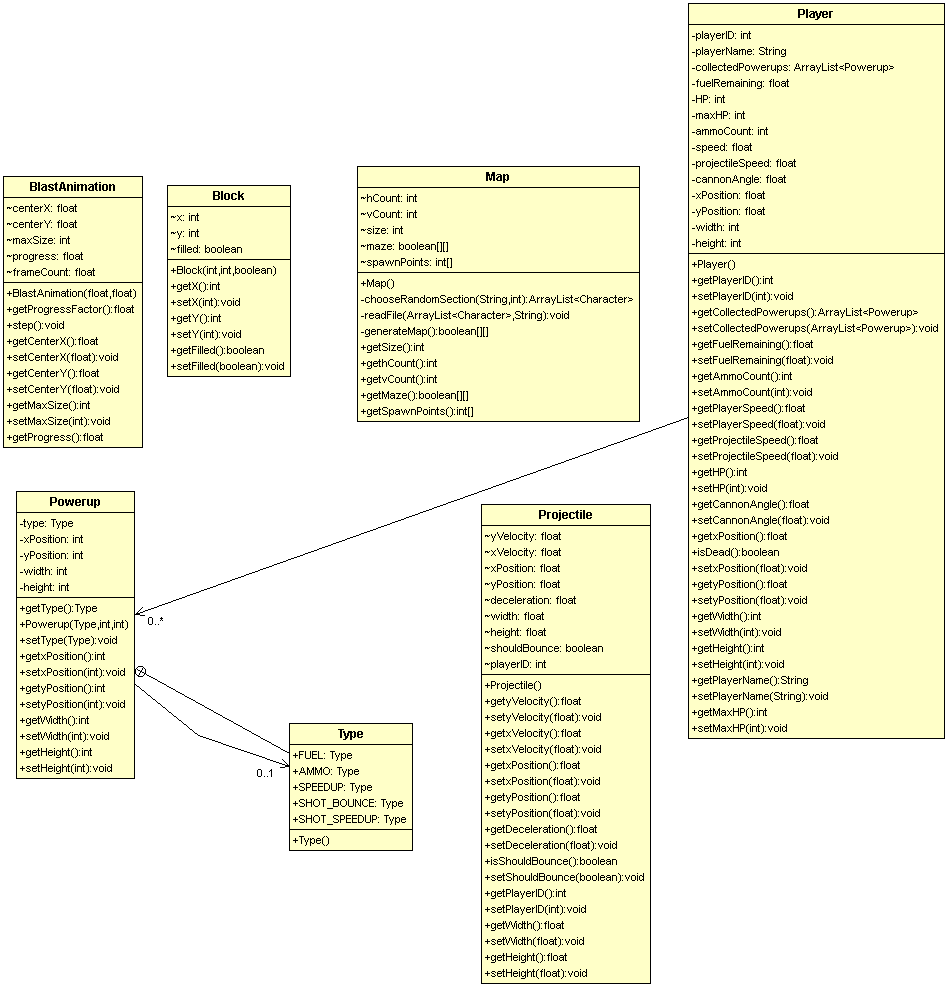 Player
-playerID: int
-playerName: String
-collectedPowerups: ArrayList<Powerup>
-fuelRemaining: float
-HP: int
-maxHP: int
-ammoCount: int
-speed: float
-projectileSpeed: float
-cannonAngle: float
-xPosition: float
-yPosition: float
-width: int
-height: int
+Player()
+getPlayerID():int
+setPlayerID(int):void
+getCollectedPowerups():ArrayList<Powerup>
+setCollectedPowerups(ArrayList<Powerup>):void
+getFuelRemaining():float
+setFuelRemaining(float):void
+getAmmoCount():int
+setAmmoCount(int):void
+getPlayerSpeed():float
+setPlayerSpeed(float):void
+getProjectileSpeed():float
+setProjectileSpeed(float):void
+getHP():int
+setHP(int):void
+getCannonAngle():float
+setCannonAngle(float):void
+getxPosition():float
+isDead():boolean
+setxPosition(float):void
+getyPosition():float
+setyPosition(float):void
+getWidth():int
+setWidth(int):void
+getHeight():int
+setHeight(int):void
+getPlayerName():String
+setPlayerName(String):void
+getMaxHP():int
+setMaxHP(int):void
BlastAnimation
~centerX: float
~centerY: float
~maxSize: int
~progress: float
~frameCount: float
+BlastAnimation(float,float)
+getProgressFactor():float
+step():void
+getCenterX():float
+setCenterX(float):void
+getCenterY():float
+setCenterY(float):void
+getMaxSize():int
+setMaxSize(int):void
+getProgress():float
Block
~x: int
~y: int
~filled: boolean
+Block(int,int,boolean)
+getX():int
+setX(int):void
+getY():int
+setY(int):void
+getFilled():boolean
+setFilled(boolean):void
Map
~hCount: int
~vCount: int
~size: int
~maze: boolean[][]
~spawnPoints: int[]
+Map()
-chooseRandomSection(String,int):ArrayList<Character>
-readFile(ArrayList<Character>,String):void
-generateMap():boolean[][]
+getSize():int
+gethCount():int
+getvCount():int
+getMaze():boolean[][]
+getSpawnPoints():int[]
Powerup
-type: Type
-xPosition: int
-yPosition: int
-width: int
-height: int
+getType():Type
+Powerup(Type,int,int)
+setType(Type):void
+getxPosition():int
+setxPosition(int):void
+getyPosition():int
+setyPosition(int):void
+getWidth():int
+setWidth(int):void
+getHeight():int
+setHeight(int):void
0..*
0..1
Type
+FUEL: Type
+AMMO: Type
+SPEEDUP: Type
+SHOT_BOUNCE: Type
+SHOT_SPEEDUP: Type
+Type()
Projectile
~yVelocity: float
~xVelocity: float
~xPosition: float
~yPosition: float
~deceleration: float
~width: float
~height: float
~shouldBounce: boolean
~playerID: int
+Projectile()
+getyVelocity():float
+setyVelocity(float):void
+getxVelocity():float
+setxVelocity(float):void
+getxPosition():float
+setxPosition(float):void
+getyPosition():float
+setyPosition(float):void
+getDeceleration():float
+setDeceleration(float):void
+isShouldBounce():boolean
+setShouldBounce(boolean):void
+getPlayerID():int
+setPlayerID(int):void
+getWidth():float
+setWidth(float):void
+getHeight():float
+setHeight(float):void